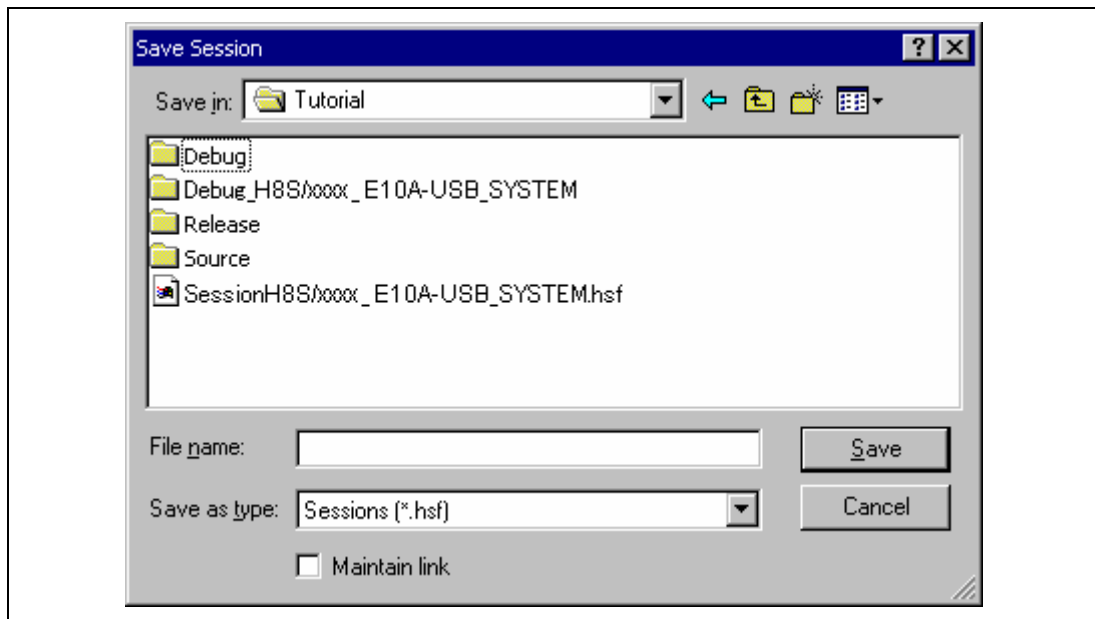 Save Session
Save in: Tutorial
Debug
Debug_H8S/xxxx_E10A-USB_SYSTEM
Release
Source
SessionH8S/xxxx_E10A-USB_SYSTEM.hsf
File name:
Save
Save as type: Sessions (*.hsf)
Cancel
Maintain link